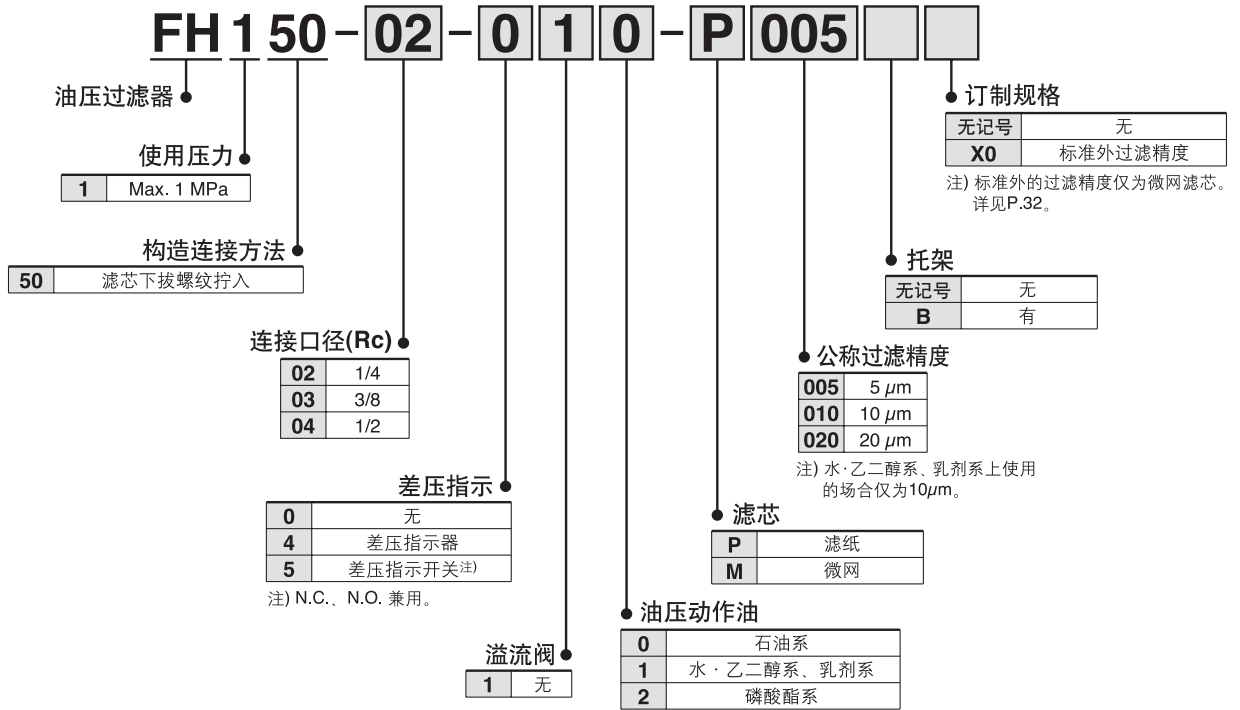 FH150-02-010-P005
油压过滤器
使用压力
1 Max. 1 MPa
构造连接方法
50 滤芯下拔螺纹拧入
连接口径(Rc)
02 1/4
03 3/8
04 1/2
差压指示
0 无
4 差压指示器
5 差压指示开关注)
注) N.C.、N.O. 兼用。
溢流阀
1 无
油压动作油
0 石油系
1 水·乙二醇系、乳剂系
2 磷酸酯系
滤芯
P 滤纸
M 微网
公称过滤精度
005 5 μm
010 10 μm
020 20 μm
注) 水·乙二醇系、乳剂系上使用
的场合仅为10μm。
托架
无记号 无
B 有
订制规格
无记号 无
X0 标准外过滤精度
注) 标准外的过滤精度仅为微网滤芯。
详见P.32。